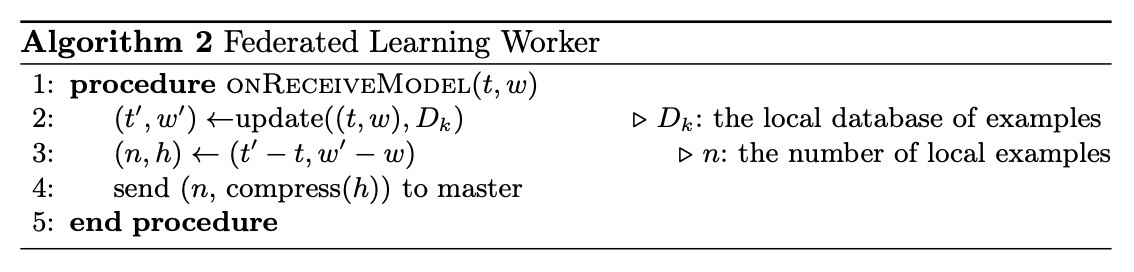 Algorithm 2 Federated Learning Worker
1: procedure ONRECEIVEMODEL(t, w)
2: (t′, w′) ←update((t, w), D_k) ▷ D_k: the local database of examples
3: (n, h) ← (t′ − t, w′ − w) ▷ n: the number of local examples
4: send (n, compress(h)) to master
5: end procedure